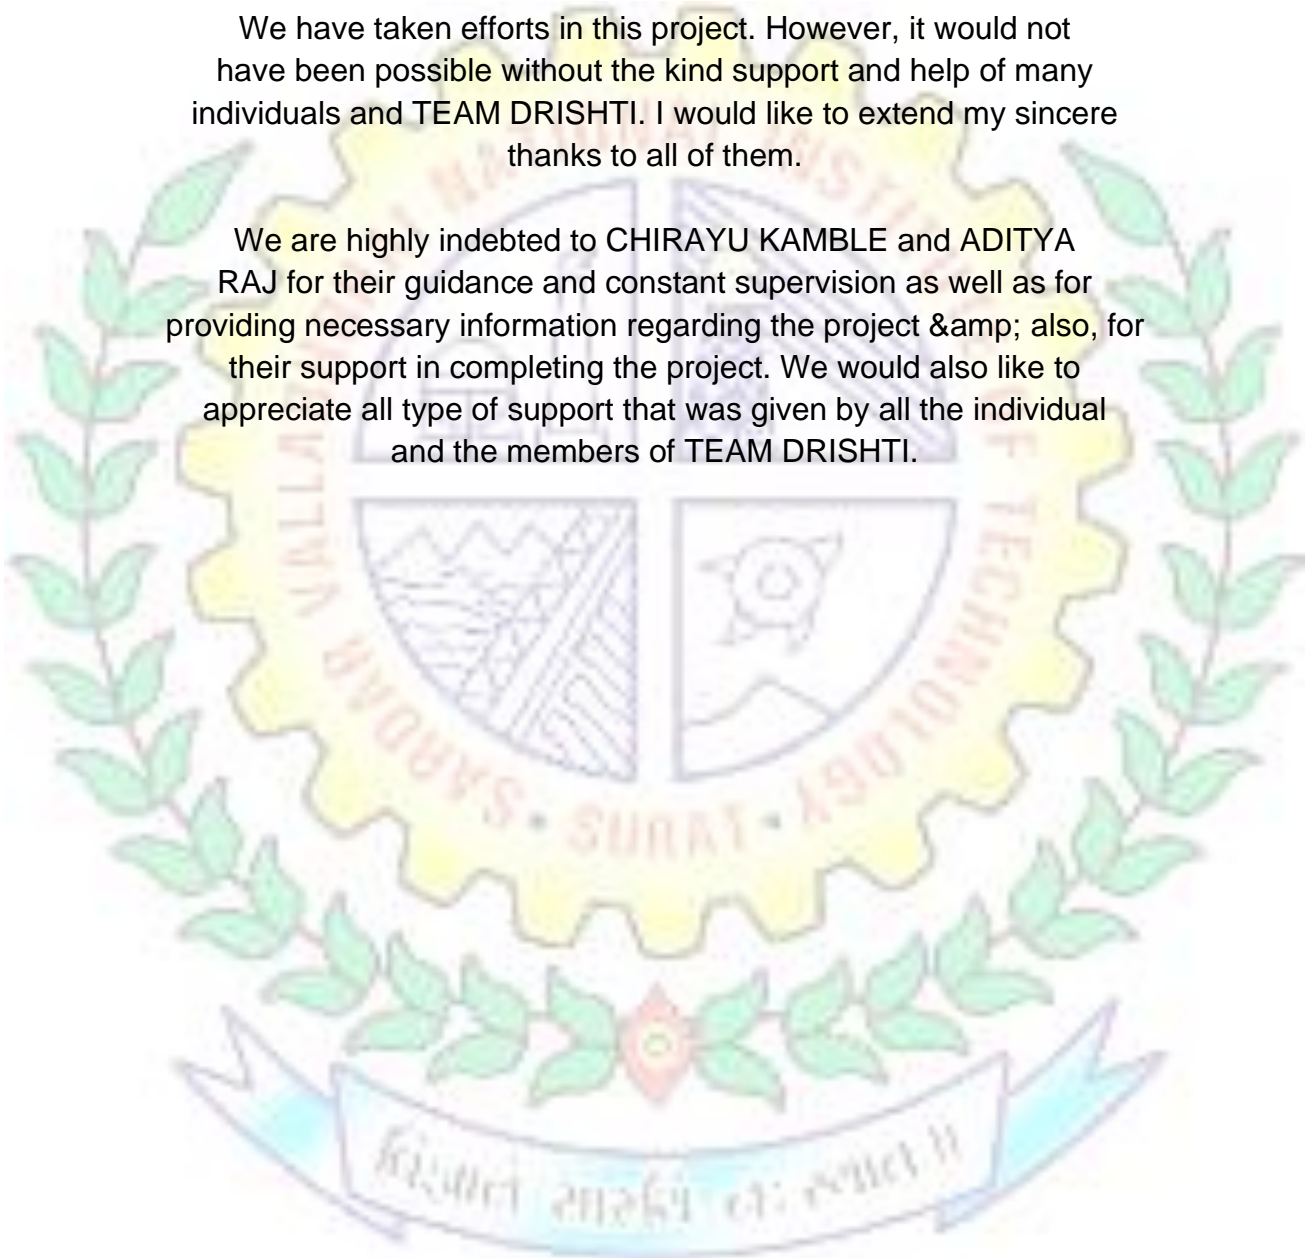 We have taken efforts in this project. However, it would not
have been possible without the kind support and help of many
individuals and TEAM DRISHTI. I would like to extend my sincere
thanks to all of them.
We are highly indebted to CHIRAYU KAMBLE and ADITYA
RAJ for their guidance and constant supervision as well as for
providing necessary information regarding the project &amp; also, for
their support in completing the project. We would also like to
appreciate all type of support that was given by all the individual
and the members of TEAM DRISHTI.
OF TECHNOLOGY
SARDAR
SURAT